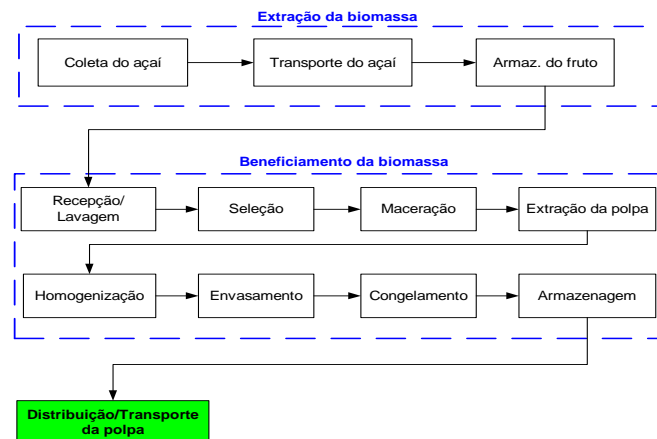 Extração da biomassa
Coleta do açaí
Transporte do açaí
Armaz. do fruto
Beneficiamento da biomassa
Recepção/
Lavagem
Seleção
Maceração
Extração da polpa
Homogenização
Envasamento
Congelamento
Armazenagem
Distribuição/Transporte
da polpa